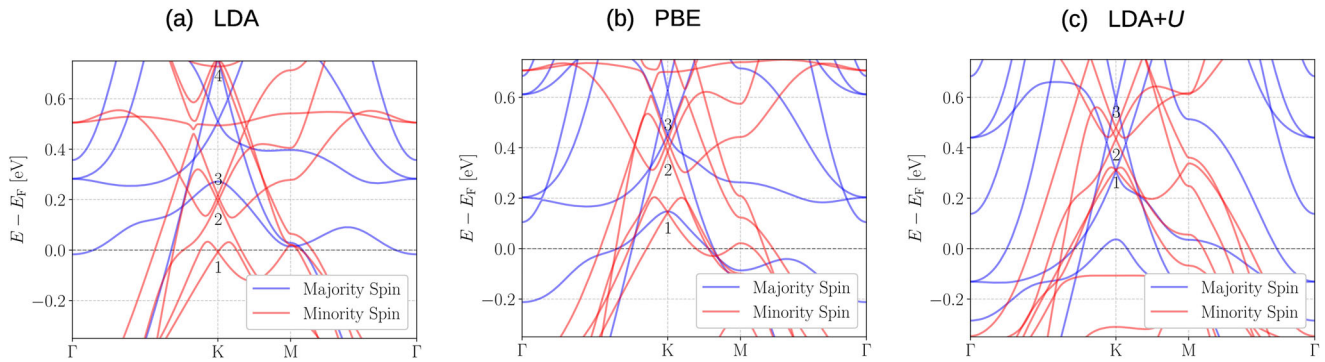 (a) LDA
E − E_F [eV]
0.6
0.4
0.2
0.0
−0.2
4
3
2
1
Majority Spin
Minority Spin
Γ K M Γ
(b) PBE
E − E_F [eV]
0.6
0.4
0.2
0.0
−0.2
3
2
1
Majority Spin
Minority Spin
Γ K M Γ
(c) LDA+U
E − E_F [eV]
0.6
0.4
0.2
0.0
−0.2
3
2
1
Majority Spin
Minority Spin
Γ K M Γ